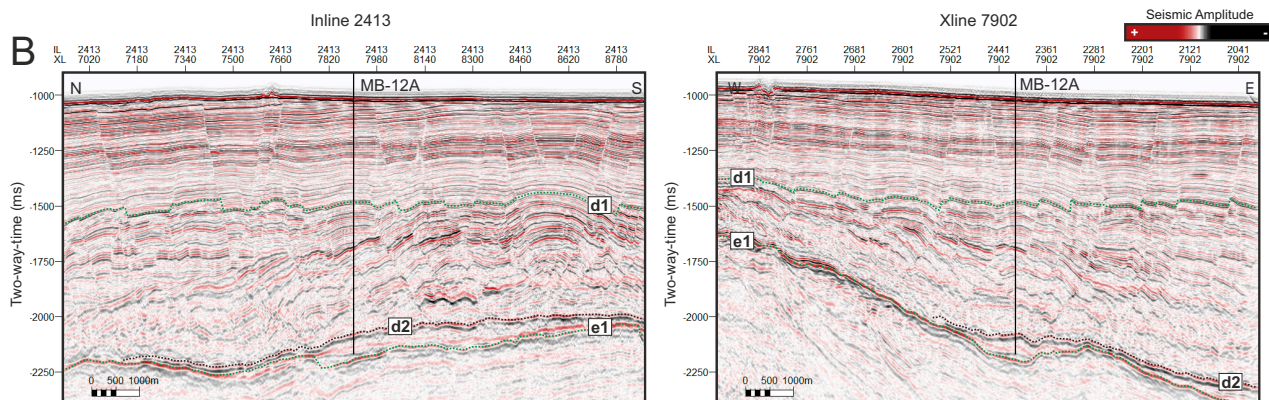 Inline 2413
Xline 7902
Seismic Amplitude
+ -
B
IL 2413 2413 2413 2413 2413 2413 2413 2413 2413 2413 2413 2413
XL 7020 7180 7340 7500 7660 7980 8140 8300 8460 8620 8780
IL 2841 2761 2681 2601 2521 2441 2361 2281 2201 2121 2041
XL 7902 7902 7902 7902 7902 7902 7902 7902 7902 7902 7902
N
MB-12A
S
W
MB-12A
E
Two-way-time (ms)
-1000
-1250
-1500
-1750
-2000
-2250
d1
d2
e1
0 500 1000m
Two-way-time (ms)
-1000
-1250
-1500
-1750
-2000
-2250
d1
e1
d2
0 500 1000m